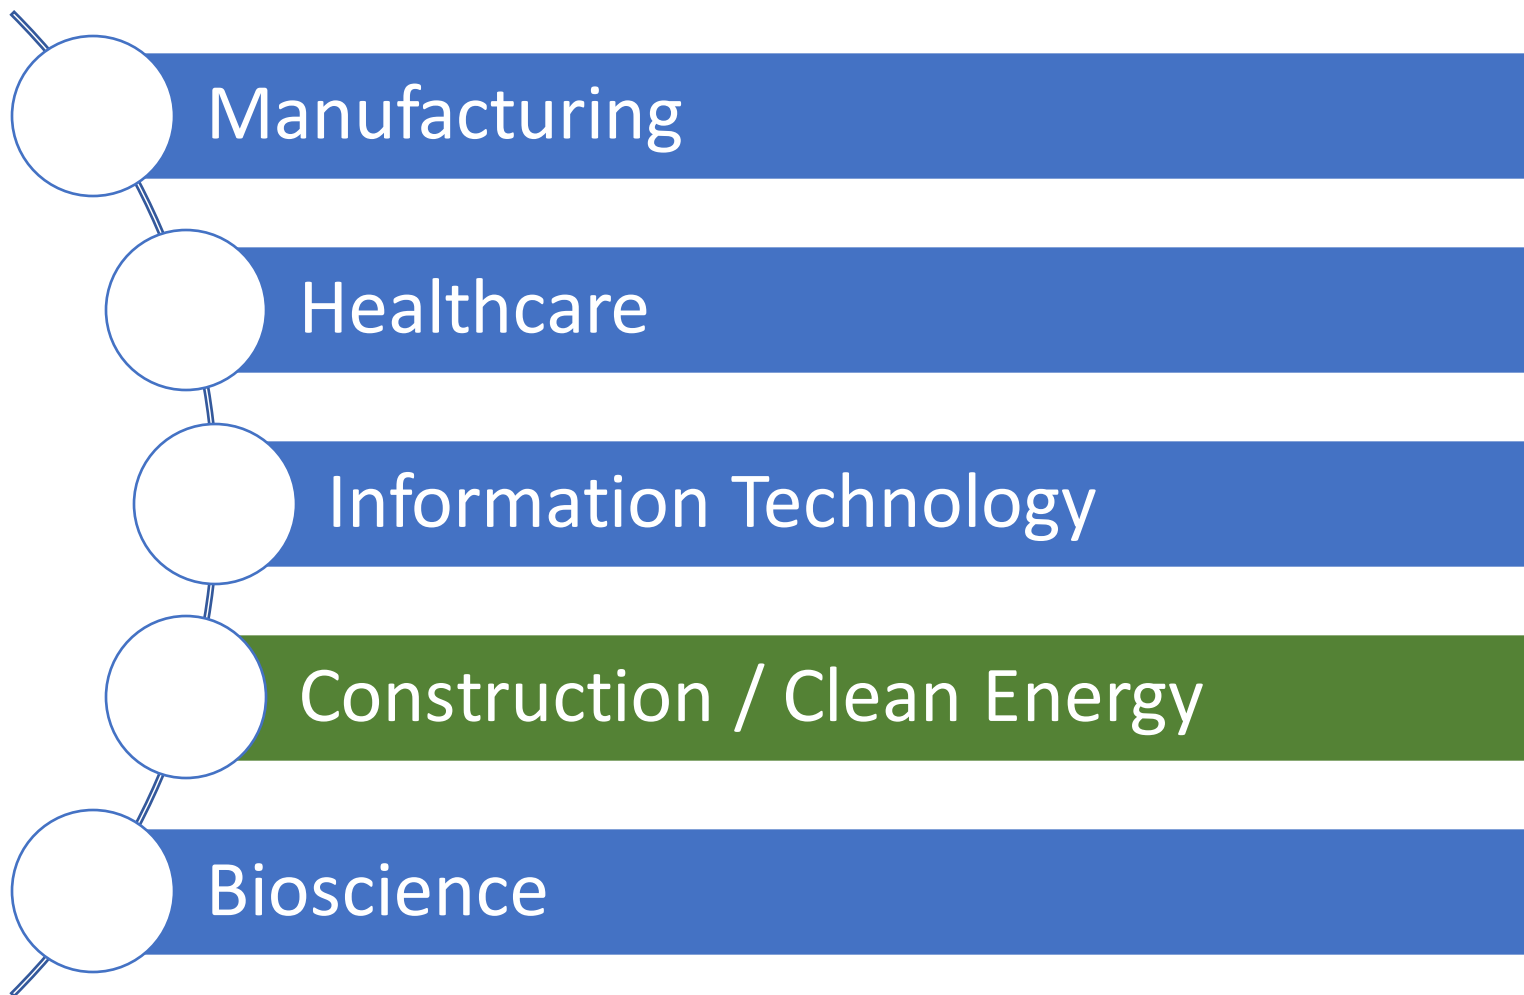 Manufacturing
Healthcare
Information Technology
Construction / Clean Energy
Bioscience